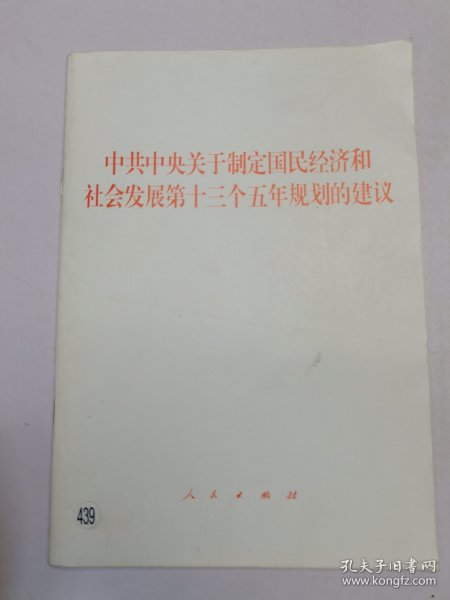 中共中央关于制定国民经济和
社会发展第十三个五年规划的建议
人民出版社
439
孔夫子旧书网
www.kongfz.com